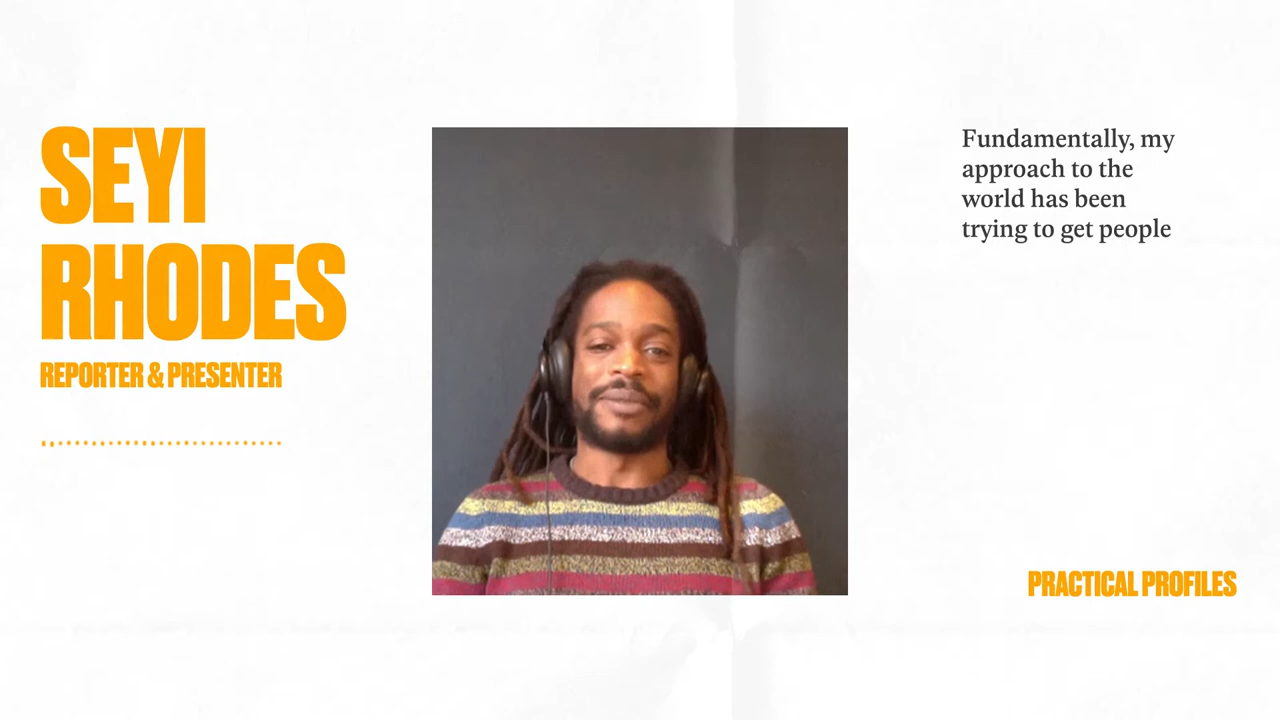 SEYI
RHODES
REPORTER & PRESENTER
Fundamentally, my
approach to the
world has been
trying to get people
PRACTICAL PROFILES